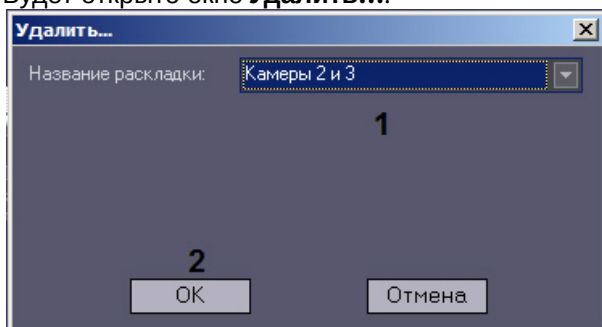 Будет открыто окно Удалить....
Удалить...
Название раскладки: Камеры 2 и 3
1
2
OK Отмена